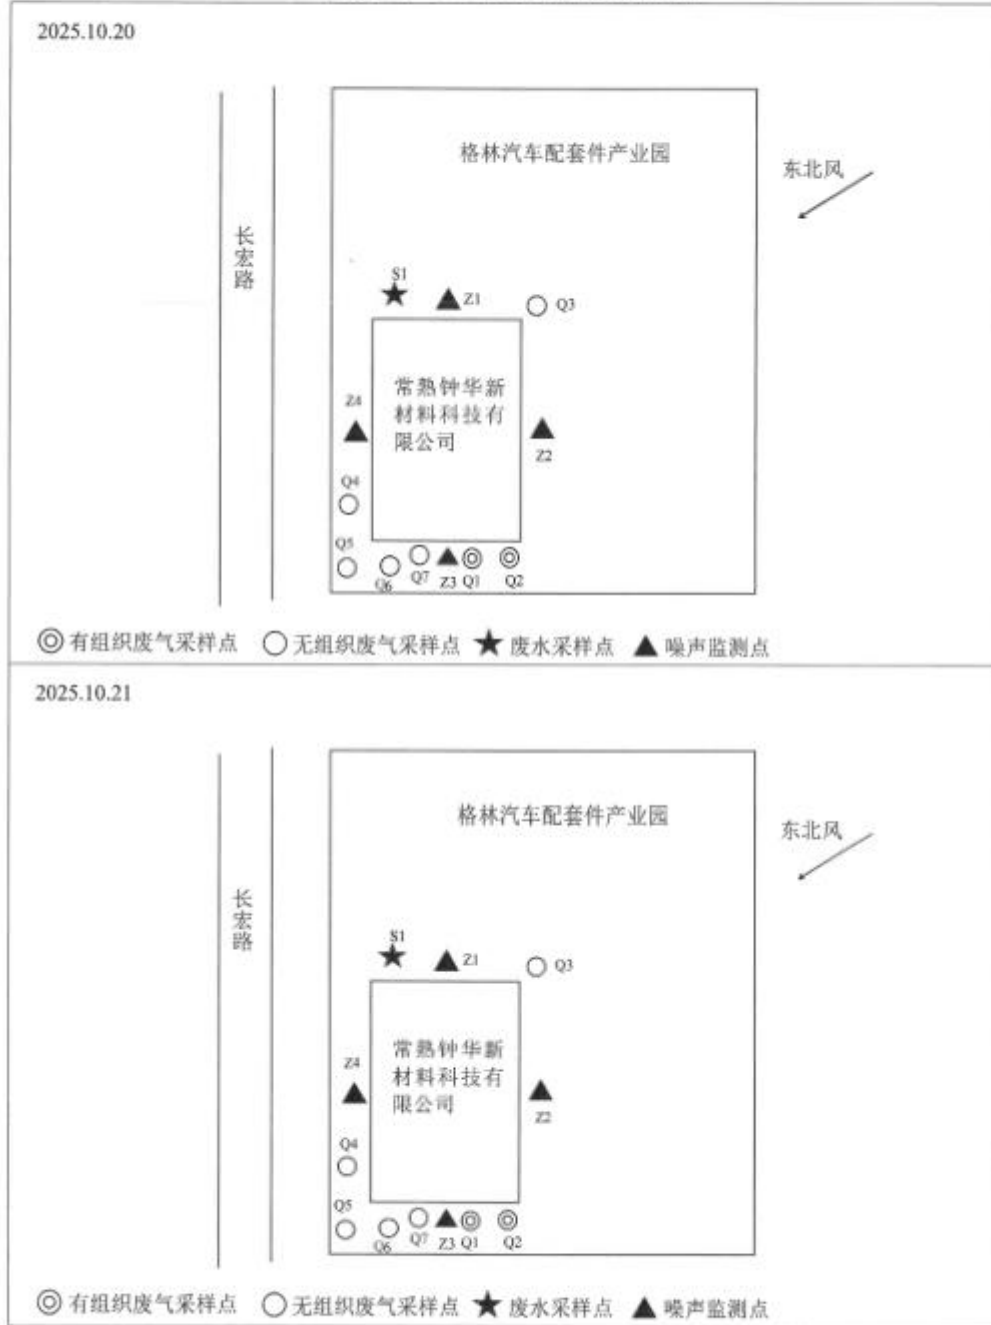 2025.10.20
格林汽车配套件产业园
东北风
长宏路
S1
Z1
Q3
常熟钟华新
材料科技有
限公司
Z4
Z2
Q4
Q5
Q6
Q7
Z3
Q1
Q2
有组织废气采样点
无组织废气采样点
废水采样点
噪声监测点
2025.10.21
格林汽车配套件产业园
东北风
长宏路
S1
Z1
Q3
常熟钟华新
材料科技有
限公司
Z4
Z2
Q4
Q5
Q6
Q7
Z3
Q1
Q2
有组织废气采样点
无组织废气采样点
废水采样点
噪声监测点